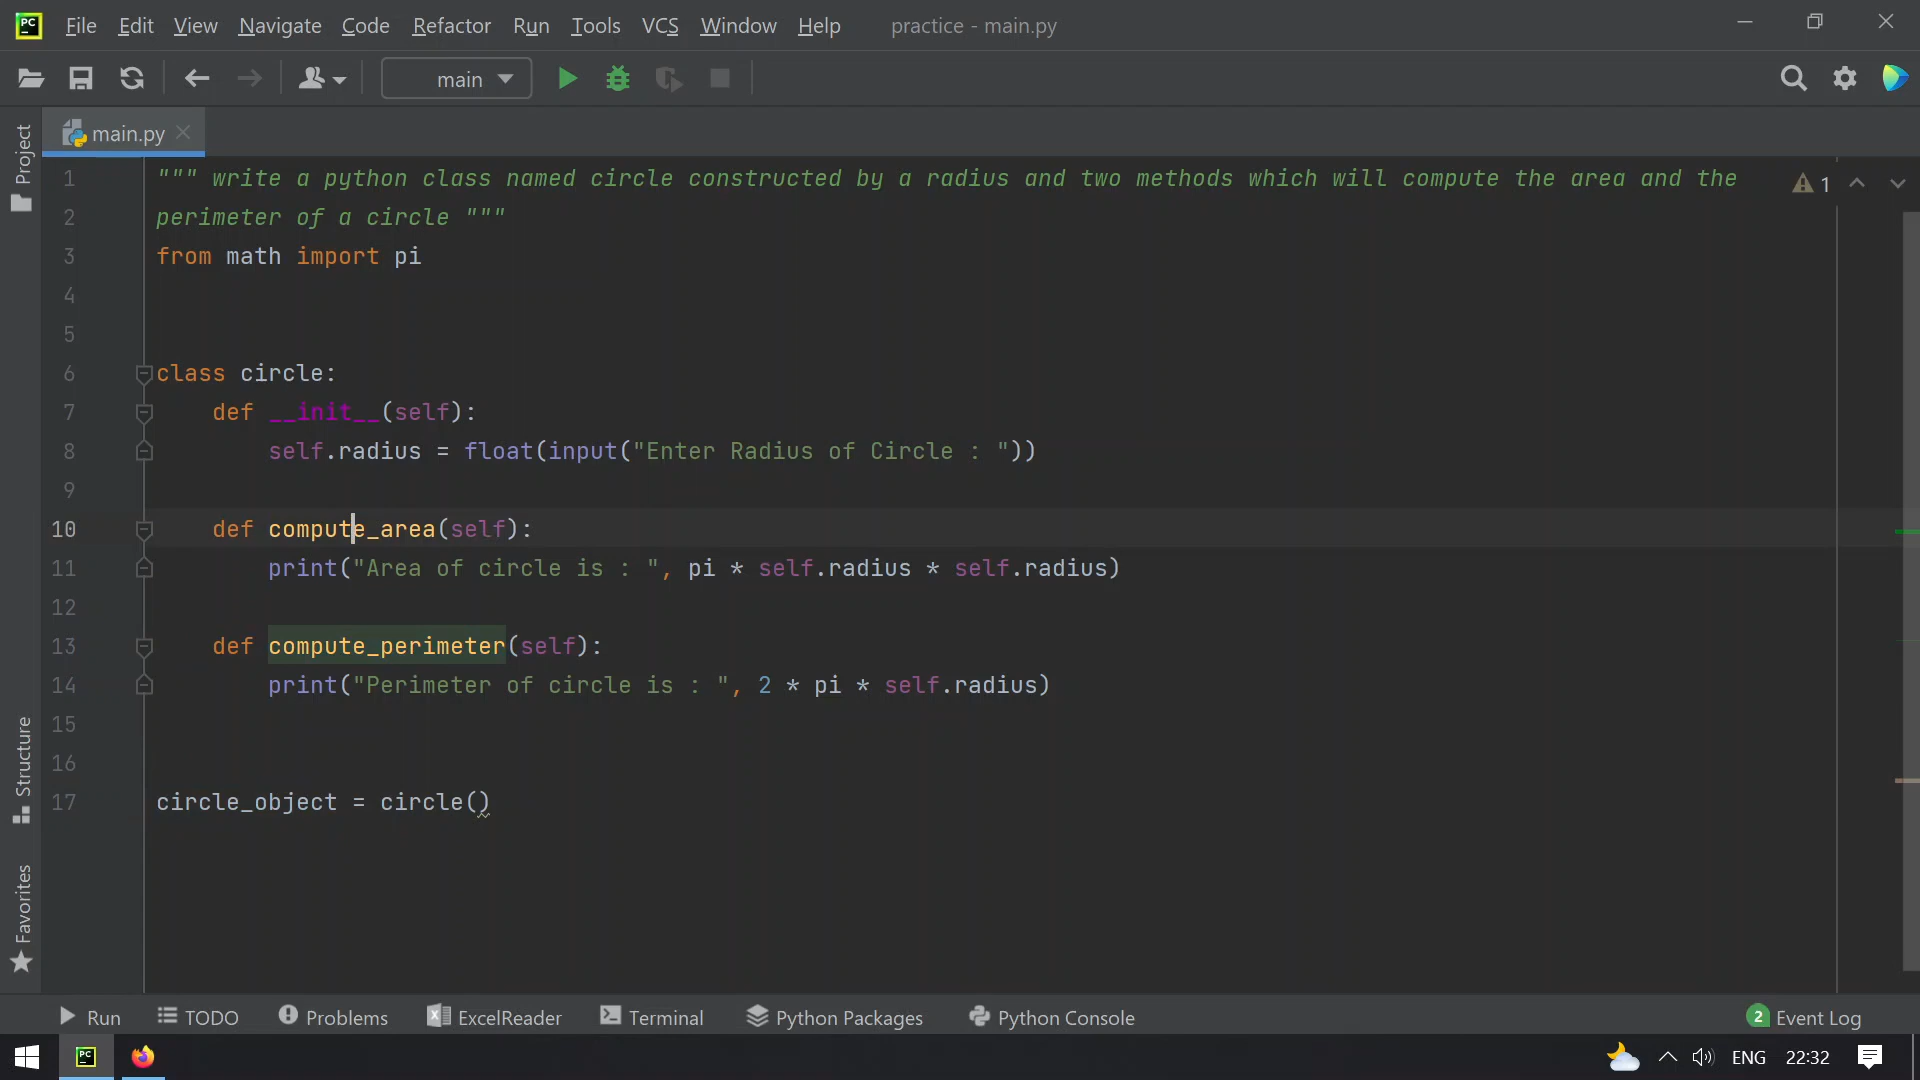 PC File Edit View Navigate Code Refactor Run Tools VCS Window Help practice - main.py
main
main.py
Project
1 """ write a python class named circle constructed by a radius and two methods which will compute the area and the
2 perimeter of a circle """
3 from math import pi
4
5
6 class circle:
7 def __init__(self):
8 self.radius = float(input("Enter Radius of Circle : "))
9
10 def compute_area(self):
11 print("Area of circle is : ", pi * self.radius * self.radius)
12
13 def compute_perimeter(self):
14 print("Perimeter of circle is : ", 2 * pi * self.radius)
15
16
17 circle_object = circle()
1
Structure
Favorites
Run TODO Problems ExcelReader Terminal Python Packages Python Console 2 Event Log
PC ENG 22:32